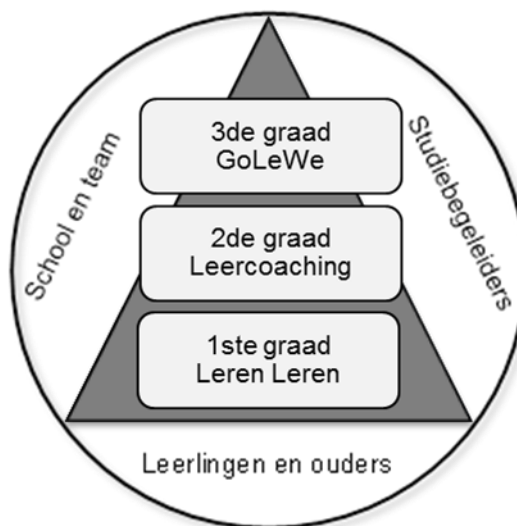 3de graad
GoLeWe
School en team
Studiebegeleiders
2de graad
Leercoaching
1ste graad
Leren Leren
Leerlingen en ouders